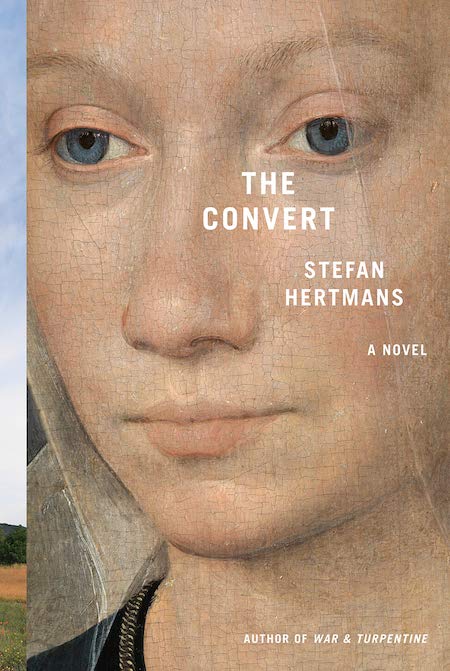 THE
CONVERT
STEFAN
HERTMANS
A NOVEL
AUTHOR OF WAR & TURPENTINE